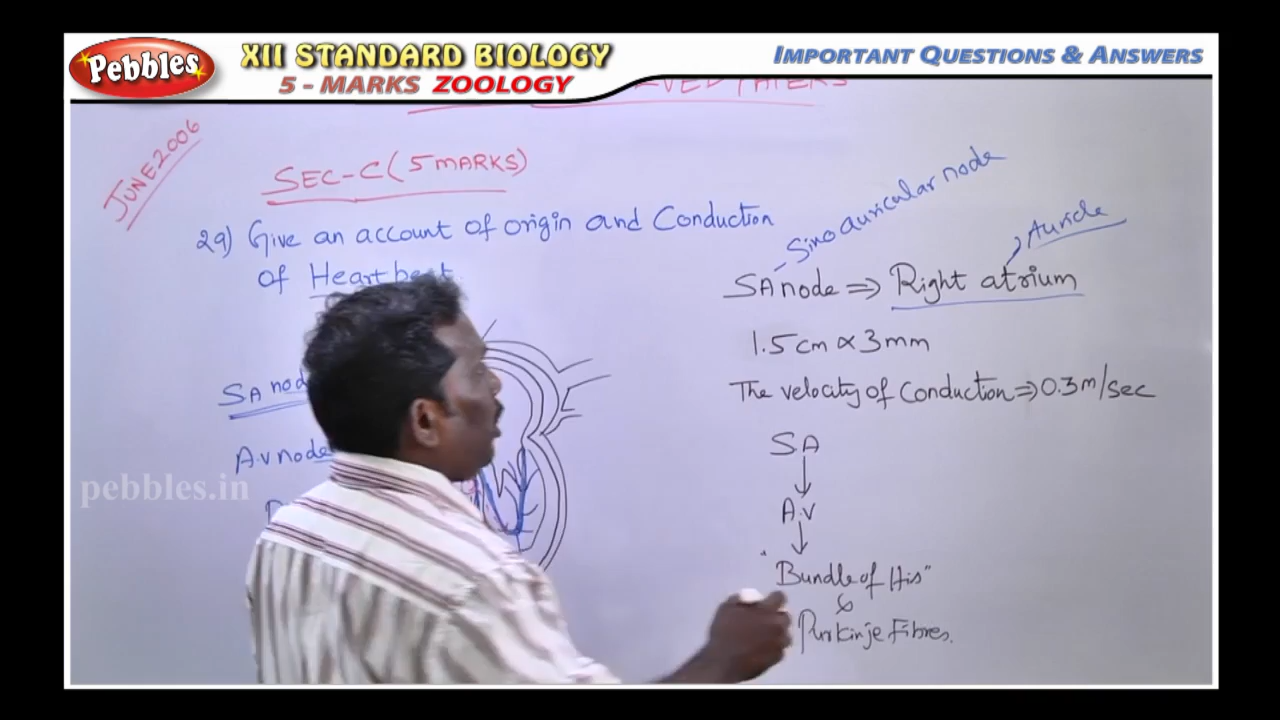 Pebbles
XII STANDARD BIOLOGY
5 - MARKS ZOOLOGY
IMPORTANT QUESTIONS & ANSWERS
JUNE 2006
SEC-C (5 MARKS)
29) Give an account of origin and Conduction
of Heart beat.
SA node
A.V node
Sino auricular node
Auricle
SA node ⇒ Right atrium
1.5 cm ∝ 3 mm
The velocity of Conduction ⇒ 0.3 m/sec
SA
↓
A.V
↓
"Bundle of His"
&
Purkinje Fibres.
pebbles.in